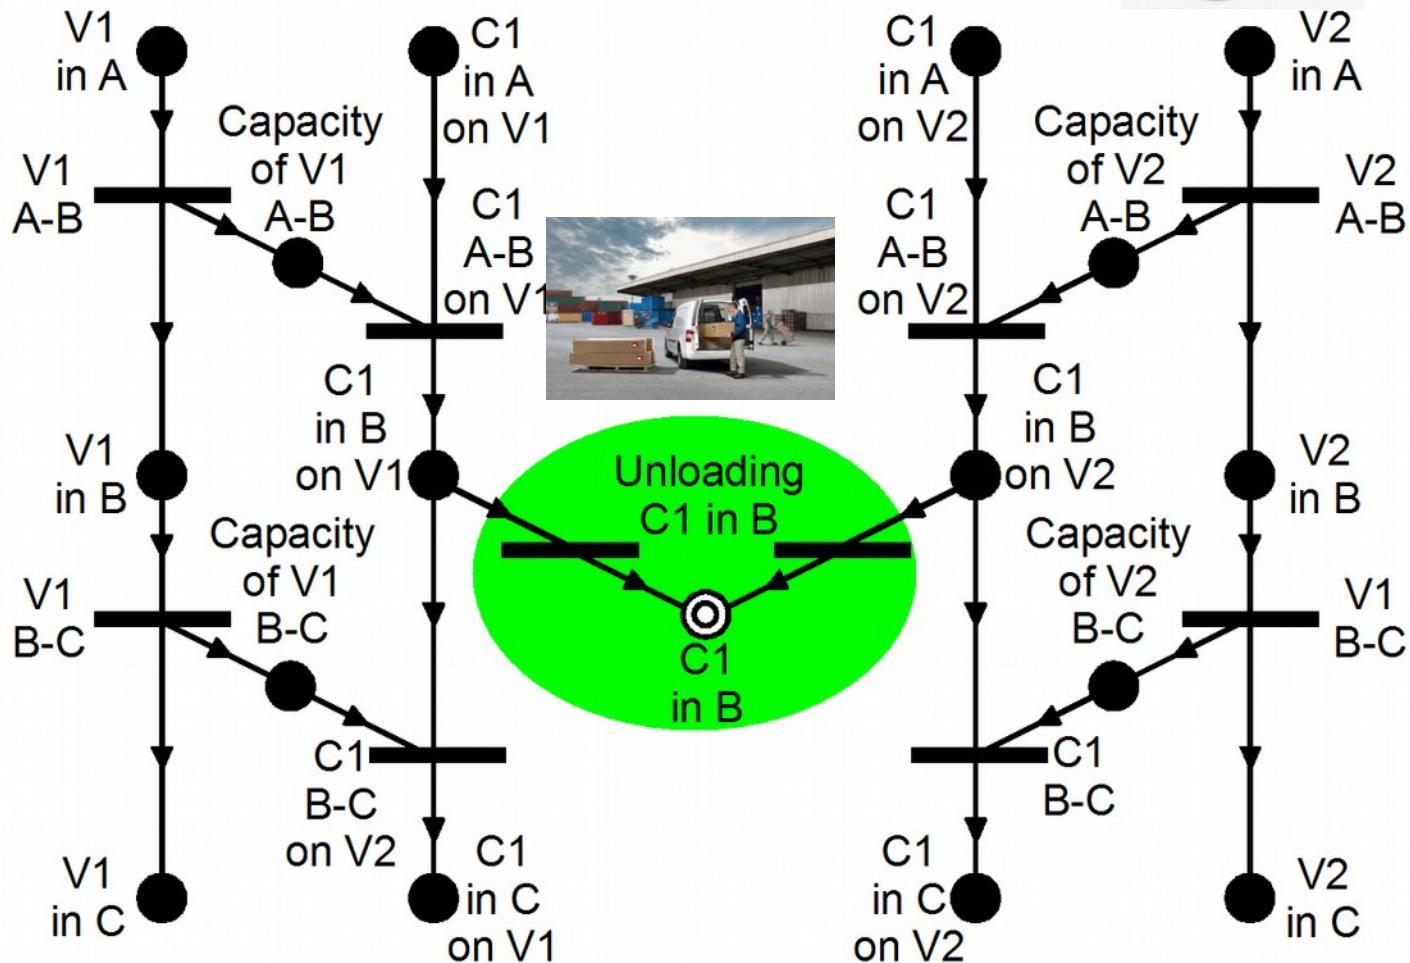 V1
in A
C1
in A
on V1
C1
in A
on V2
V2
in A
Capacity
of V1
A-B
Capacity
of V2
A-B
V1
A-B
C1
A-B
on V1
C1
A-B
on V2
V2
A-B
C1
in B
on V1
C1
in B
on V2
V1
in B
Unloading
C1 in B
V2
in B
Capacity
of V1
B-C
Capacity
of V2
B-C
V1
B-C
C1
in B
V1
B-C
C1
B-C
on V2
C1
B-C
V1
in C
C1
in C
on V1
C1
in C
on V2
V2
in C